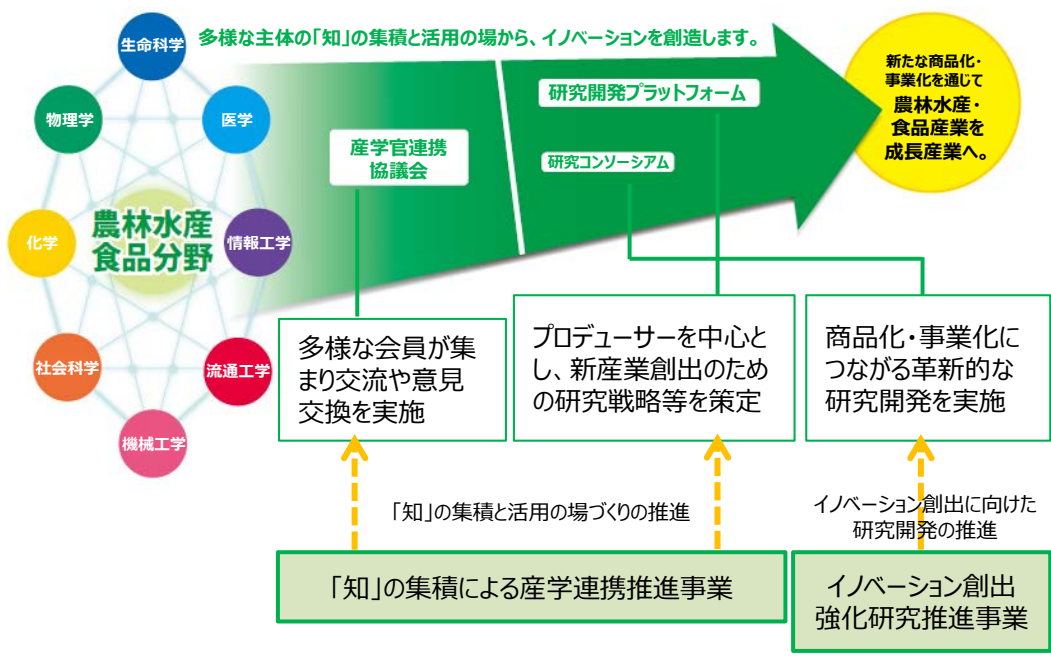 多様な主体の「知」の集積と活用の場から、イノベーションを創造します。
生命科学
物理学
医学
化学
農林水産
食品分野
情報工学
社会科学
流通工学
機械工学
産学官連携
協議会
研究開発プラットフォーム
研究コンソーシアム
新たな商品化・
事業化を通じて
農林水産・
食品産業を
成長産業へ。
多様な会員が集
まり交流や意見
交換を実施
プロデューサーを中心と
し、新産業創出のため
の研究戦略等を策定
商品化・事業化に
つながる革新的な
研究開発を実施
「知」の集積と活用の場づくりの推進
イノベーション創出に向けた
研究開発の推進
「知」の集積による産学連携推進事業
イノベーション創出
強化研究推進事業